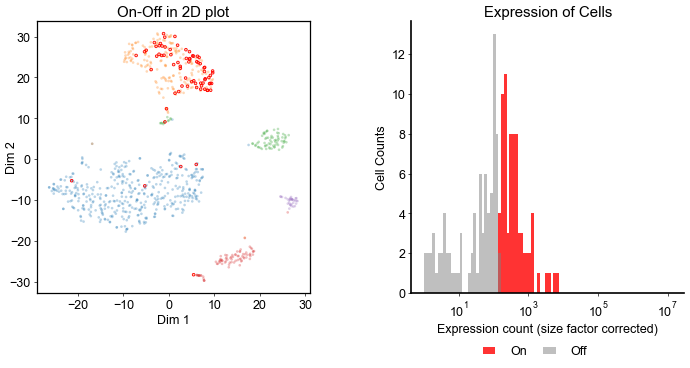 On-Off in 2D plot
Dim 2
30
20
10
0
−10
−20
−30
−20 −10 0 10 20 30
Dim 1
Expression of Cells
Cell Counts
12
10
8
6
4
2
0
10^1 10^3 10^5 10^7
Expression count (size factor corrected)
On Off